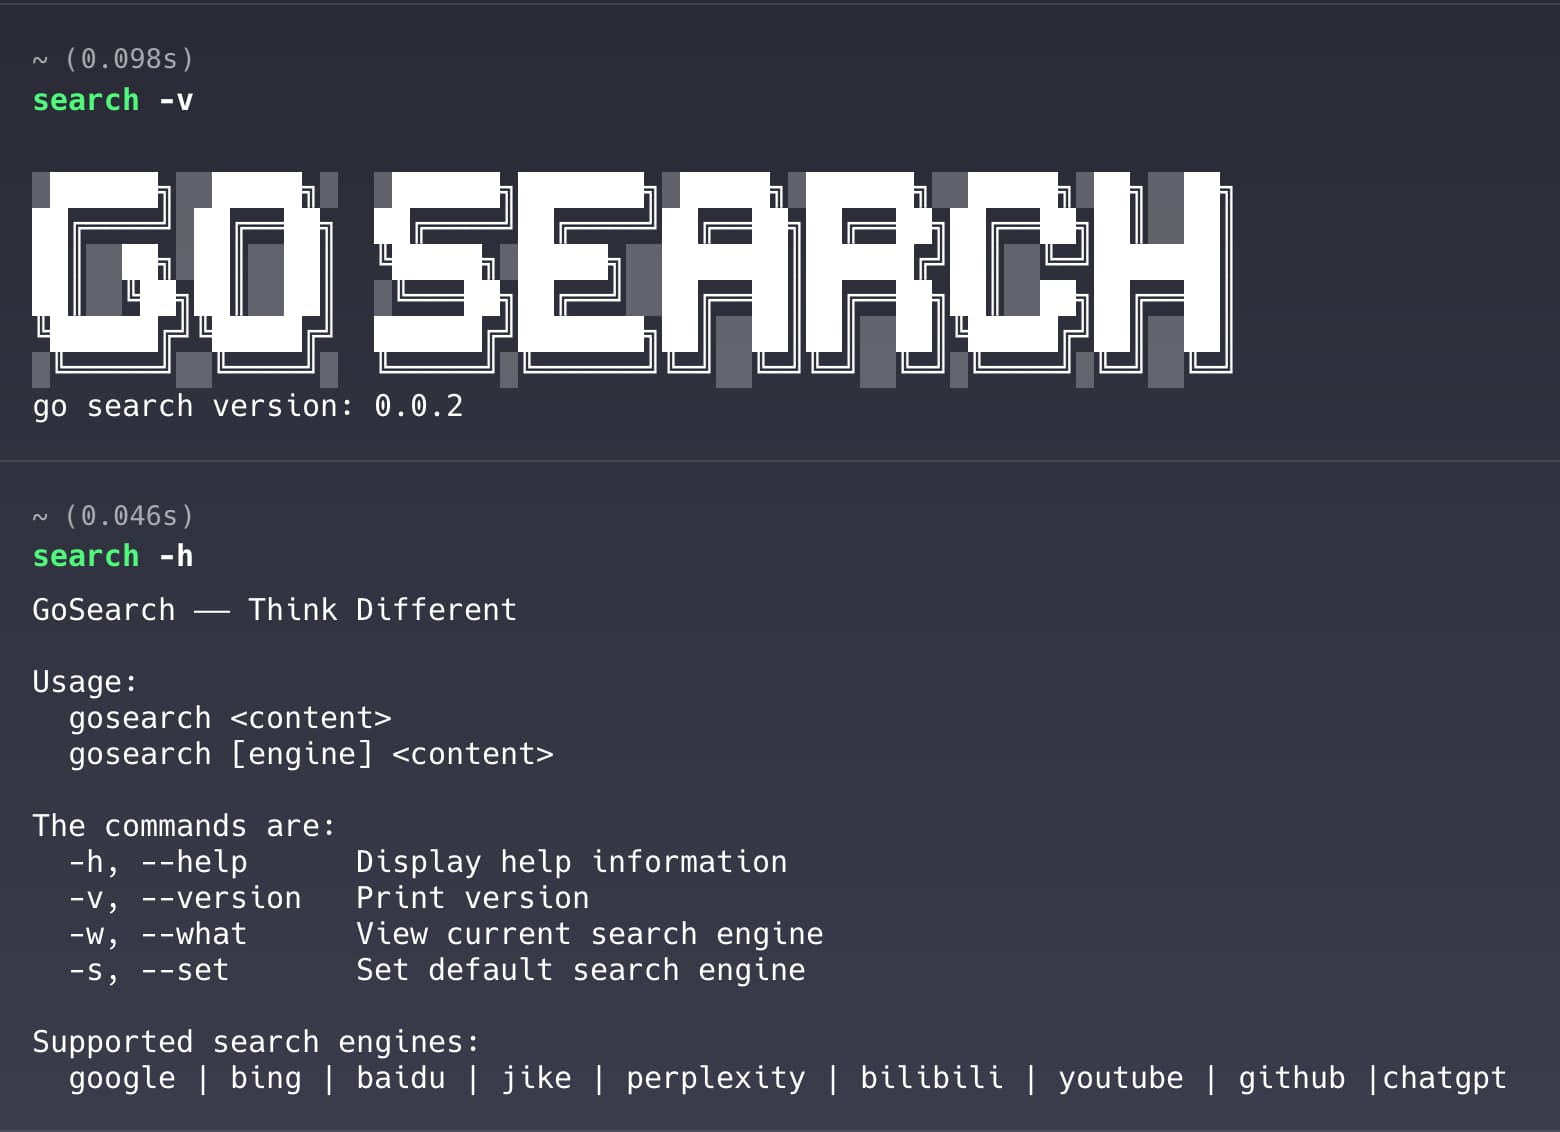 ~ (0.098s)
search -v
GO SEARCH
go search version: 0.0.2
~ (0.046s)
search -h
GoSearch —— Think Different
Usage:
gosearch <content>
gosearch [engine] <content>
The commands are:
-h, --help Display help information
-v, --version Print version
-w, --what View current search engine
-s, --set Set default search engine
Supported search engines:
google | bing | baidu | jike | perplexity | bilibili | youtube | github |chatgpt